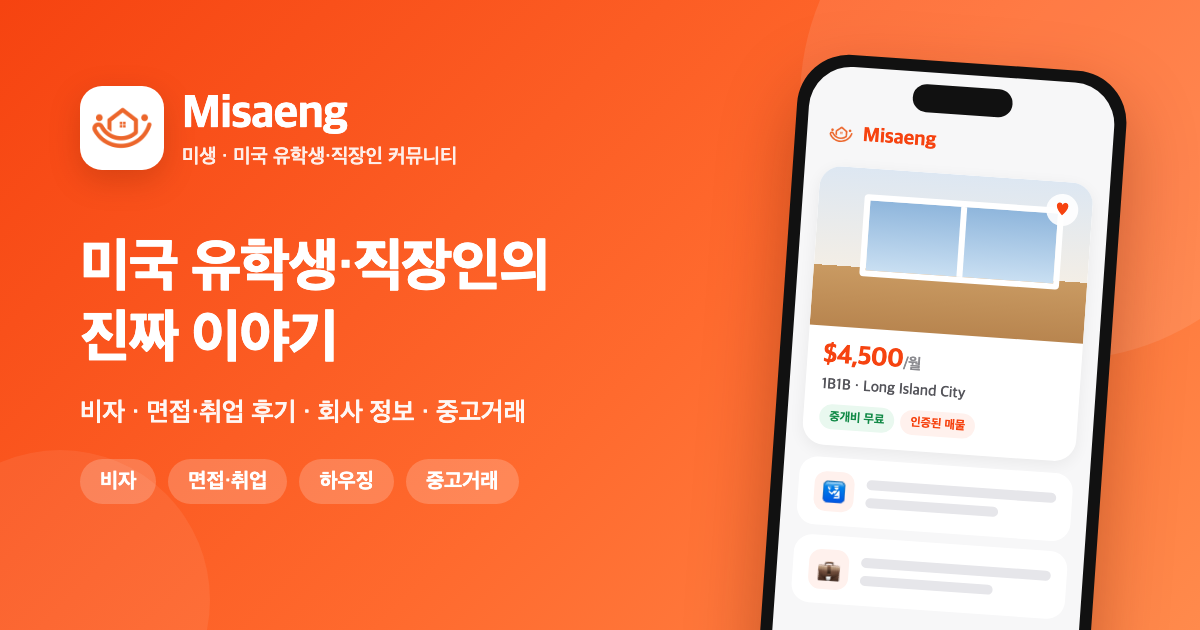 Misaeng
미생 · 미국 유학생·직장인 커뮤니티
미국 유학생·직장인의
진짜 이야기
비자 · 면접·취업 후기 · 회사 정보 · 중고거래
비자
면접·취업
하우징
중고거래
Misaeng
$4,500/월
1B1B · Long Island City
중개비 무료
인증된 매물